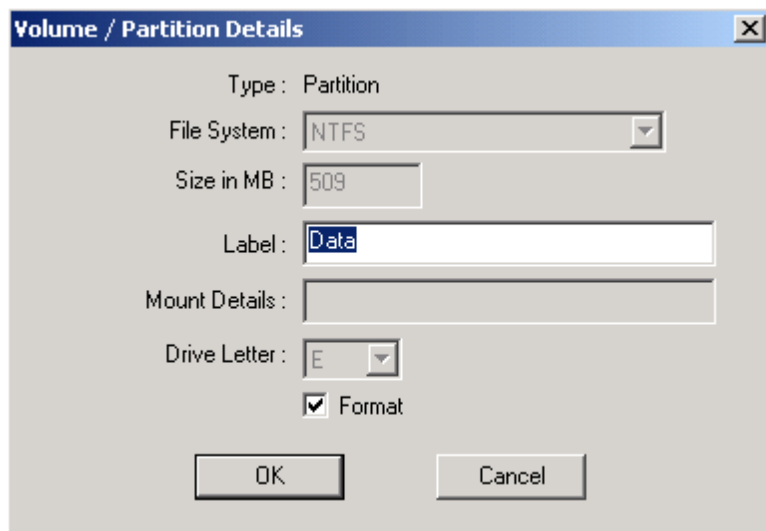 Volume / Partition Details
Type : Partition
File System : NTFS
Size in MB : 509
Label : Data
Mount Details :
Drive Letter : E
Format
OK Cancel